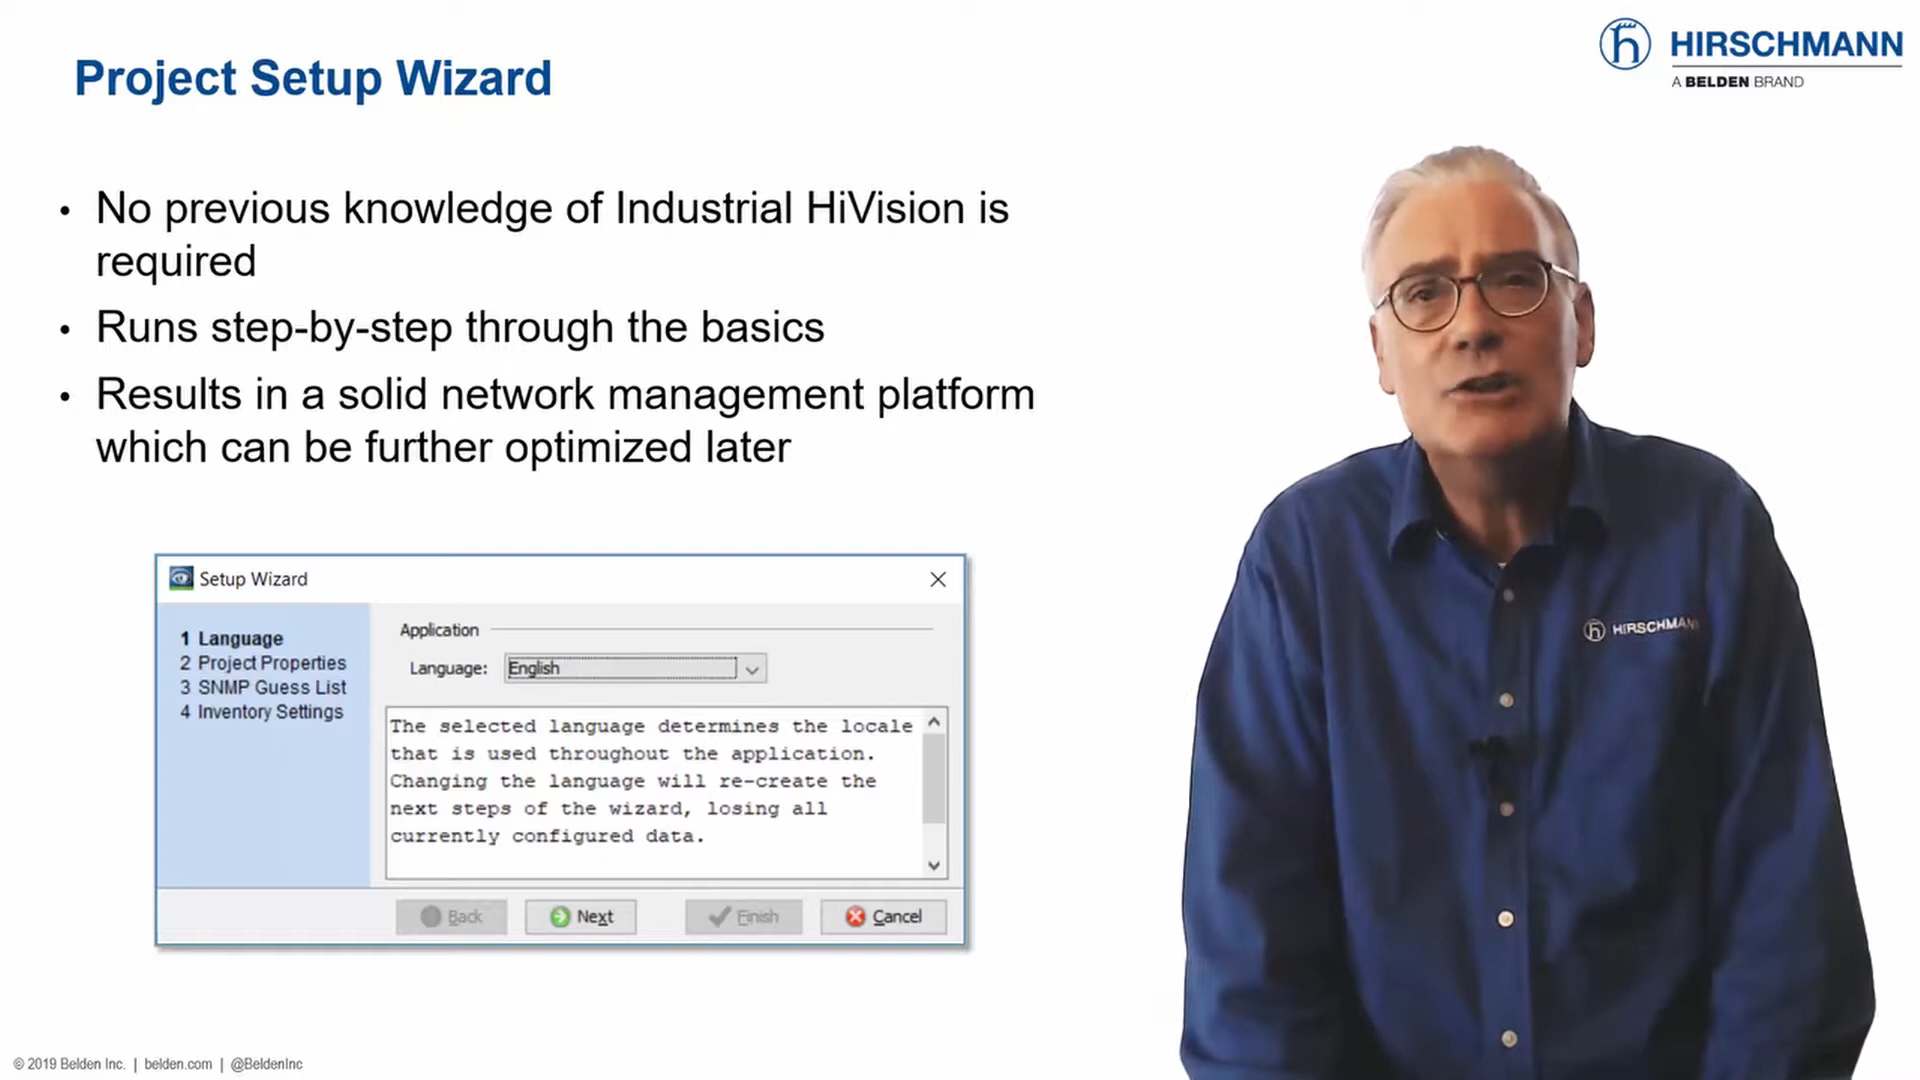 Project Setup Wizard
HIRSCHMANN
A BELDEN BRAND
• No previous knowledge of Industrial HiVision is
required
• Runs step-by-step through the basics
• Results in a solid network management platform
which can be further optimized later
Setup Wizard
1 Language
2 Project Properties
3 SNMP Guess List
4 Inventory Settings
Application
Language: English
The selected language determines the locale
that is used throughout the application.
Changing the language will re-create the
next steps of the wizard, losing all
currently configured data.
Back Next Finish Cancel
HIRSCHMANN
© 2019 Belden Inc. | belden.com | @BeldenInc